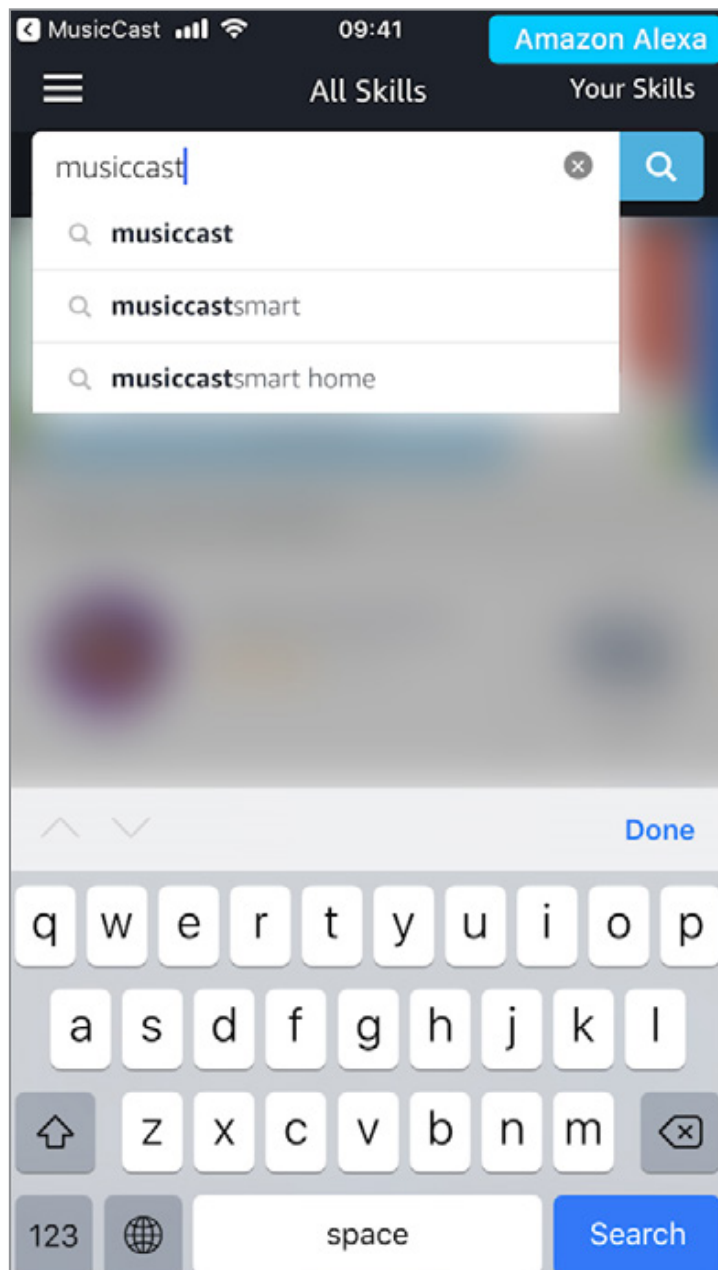 MusicCast 09:41
Amazon Alexa
All Skills Your Skills
musiccast
musiccast
musiccastsmart
musiccastsmart home
Done
q w e r t y u i o p
a s d f g h j k l
z x c v b n m
123 space Search